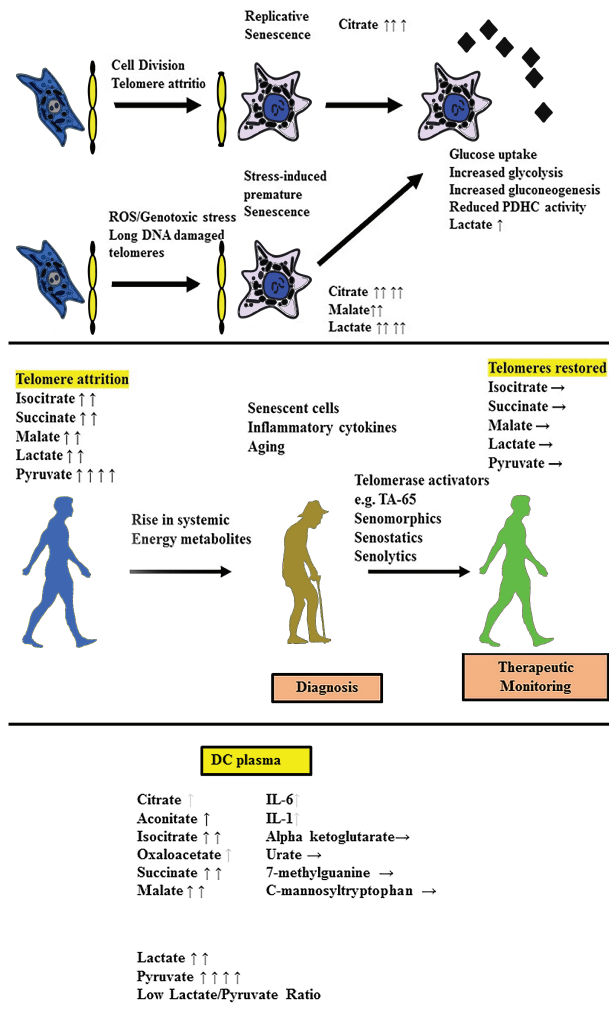 Replicative
Senescence
Citrate ↑↑ ↑
Cell Division
Telomere attritio
Glucose uptake
Increased glycolysis
Increased gluconeogenesis
Reduced PDHC activity
Lactate ↑
Stress-induced
premature
Senescence
ROS/Genotoxic stress
Long DNA damaged
telomeres
Citrate ↑↑ ↑↑
Malate↑↑
Lactate ↑↑ ↑↑
Telomere attrition
Isocitrate ↑ ↑
Succinate ↑ ↑
Malate ↑ ↑
Lactate ↑ ↑
Pyruvate ↑ ↑ ↑ ↑
Rise in systemic
Energy metabolites
Senescent cells
Inflammatory cytokines
Aging
Telomerase activators
e.g. TA-65
Senomorphics
Senostatics
Senolytics
Telomeres restored
Isocitrate →
Succinate →
Malate →
Lactate →
Pyruvate →
Diagnosis
Therapeutic
Monitoring
DC plasma
Citrate ↑
Aconitate ↑
Isocitrate ↑ ↑
Oxaloacetate ↑
Succinate ↑ ↑
Malate ↑ ↑
IL-6↑
IL-1↑
Alpha ketoglutarate→
Urate →
7-methylguanine →
C-mannosyltryptophan →
Lactate ↑ ↑
Pyruvate ↑ ↑ ↑ ↑
Low Lactate/Pyruvate Ratio